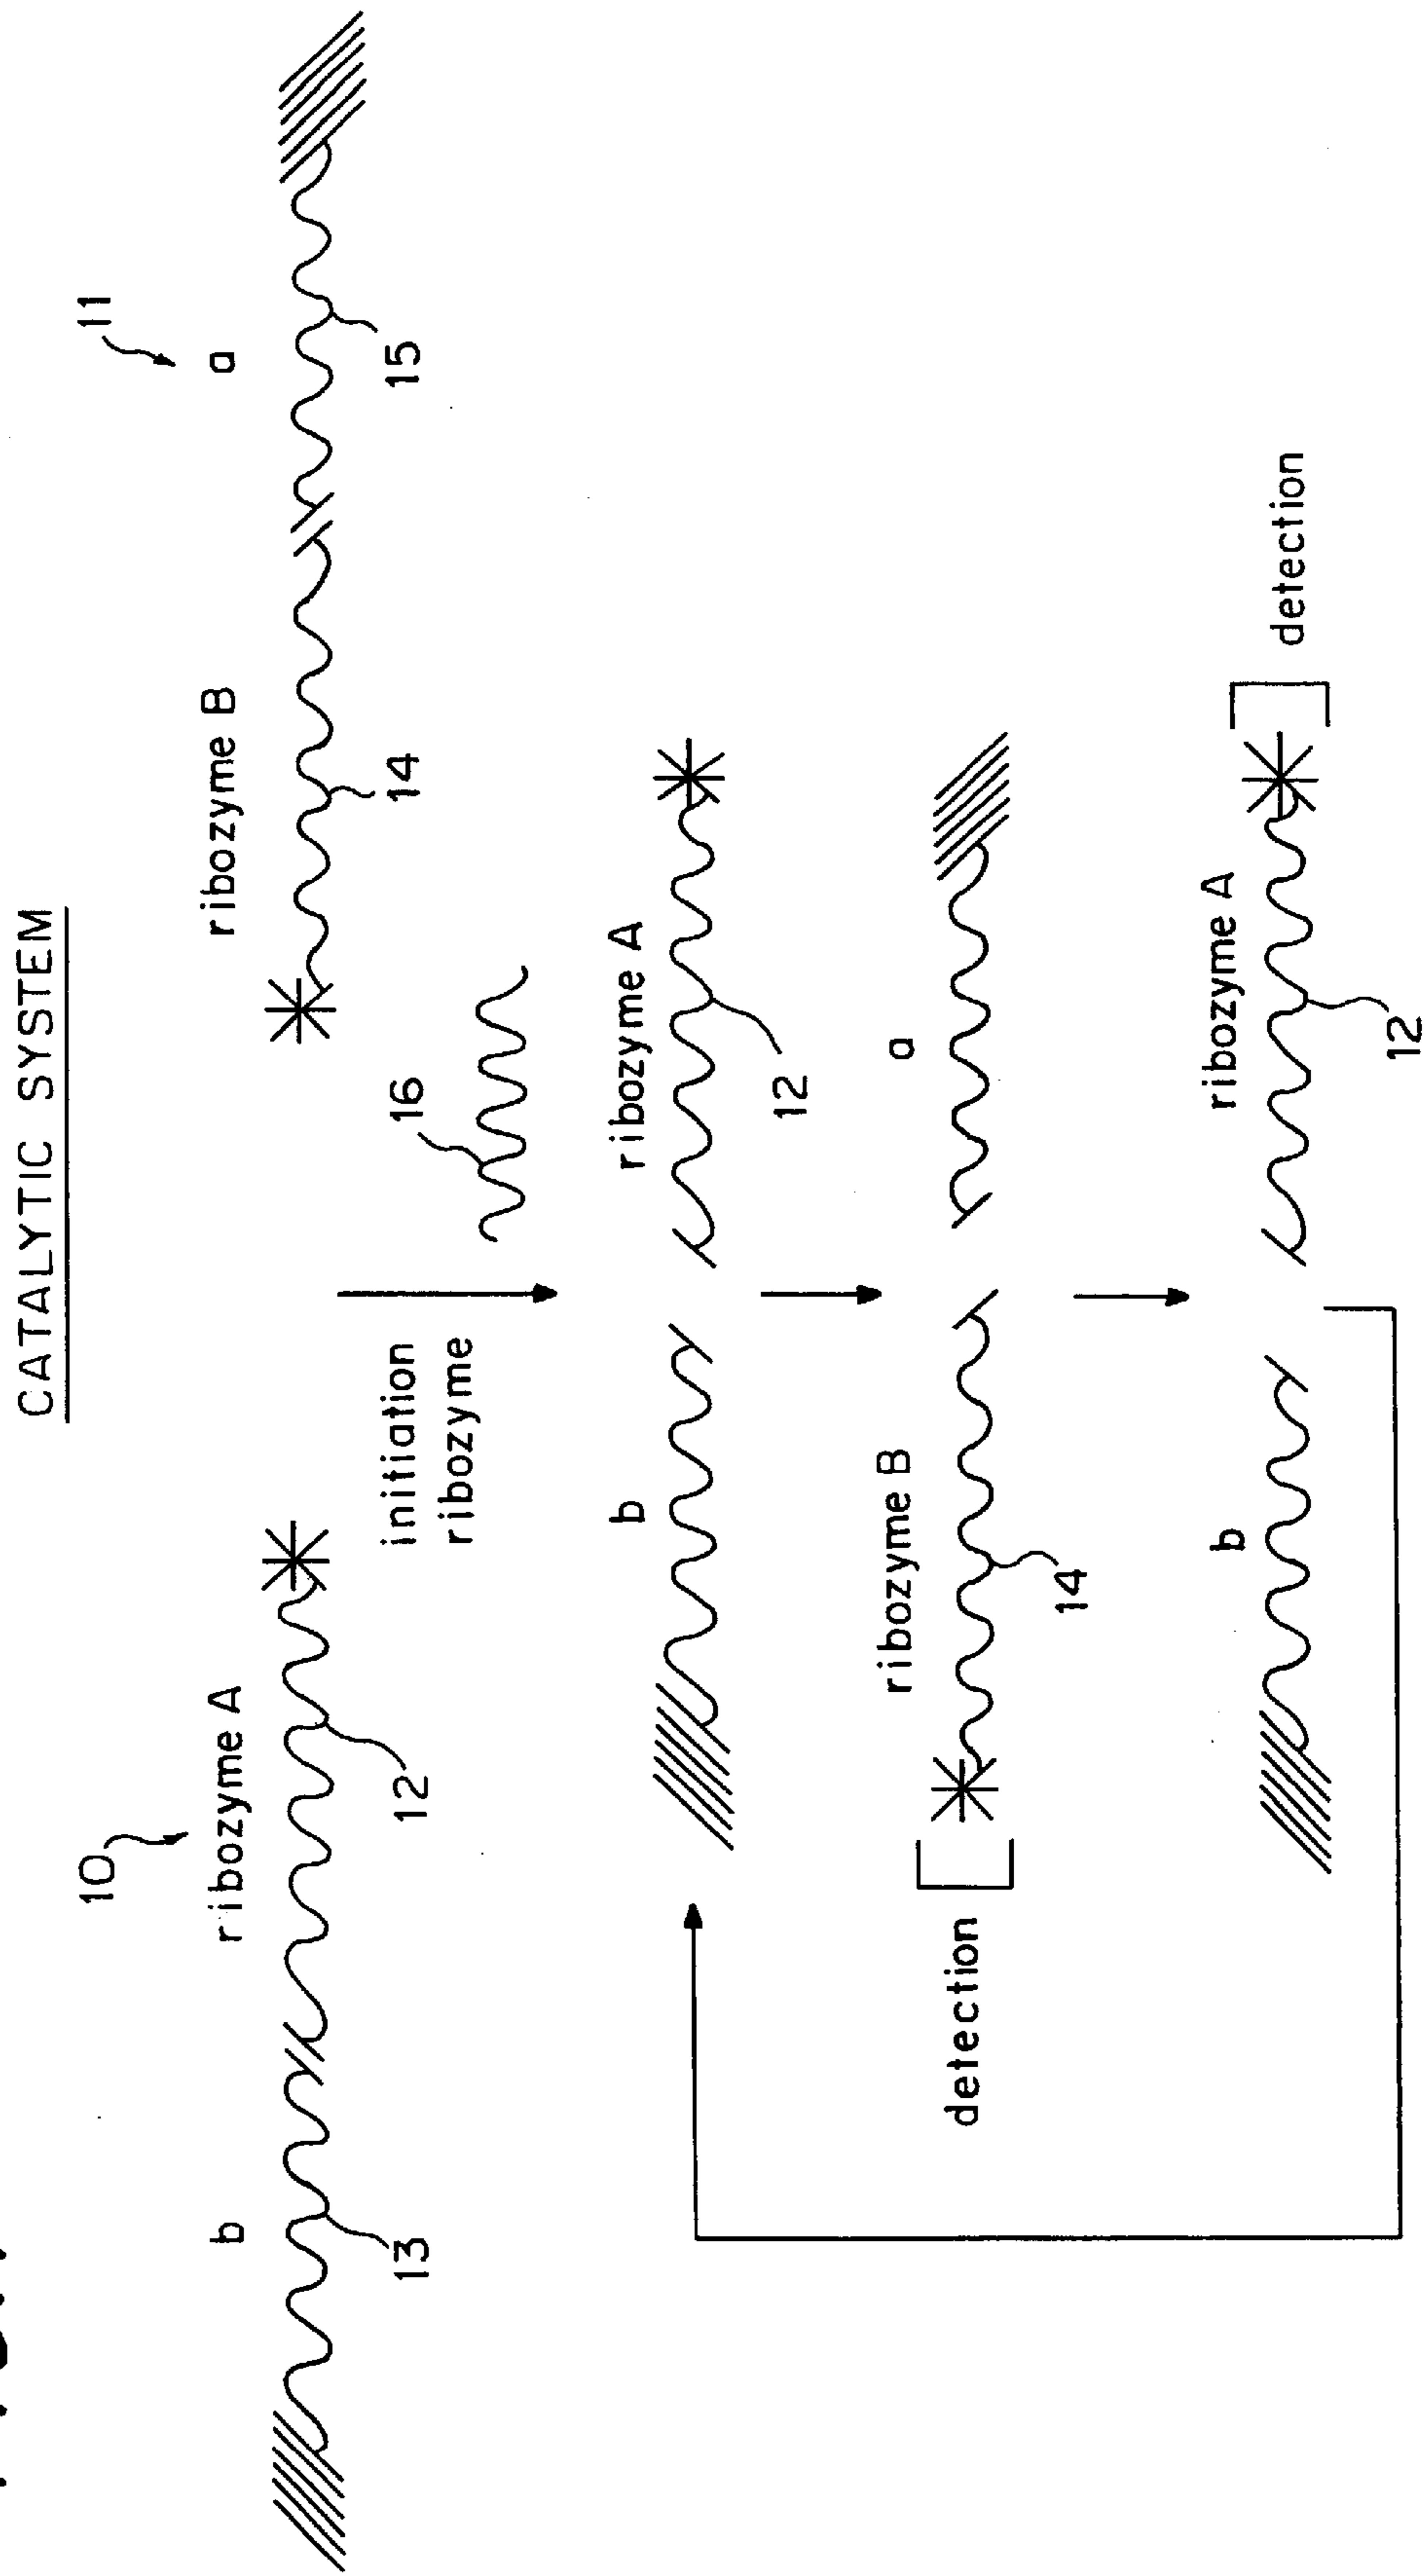 CATALYTIC SYSTEM
10
11
b
ribozyme A
ribozyme B
a
13
12
14
15
initiation
ribozyme
16
b
ribozyme A
12
detection
ribozyme B
a
14
b
ribozyme A
detection
12